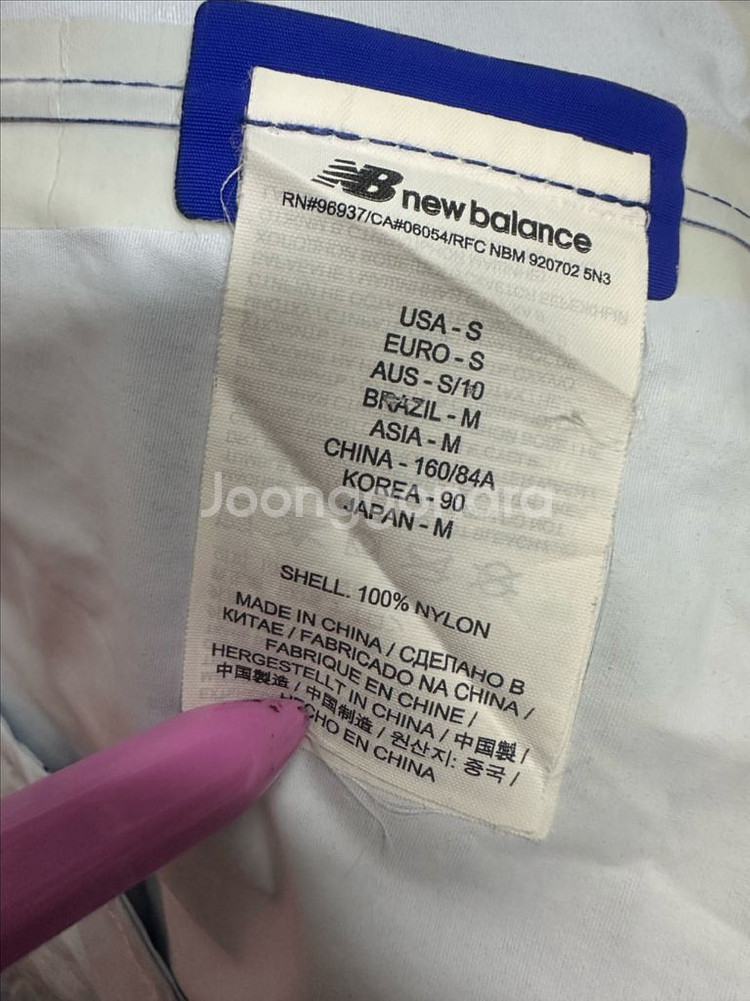 NB new balance
RN#96937/CA#06054/RFC NBM 920702 5N3
USA - S
EURO - S
AUS - S/10
BRAZIL - M
ASIA - M
CHINA - 160/84A
KOREA - 90
JAPAN - M
Joonggonara
SHELL. 100% NYLON
MADE IN CHINA / СДЕЛАНО В
КИТАЕ / FABRICADO NA CHINA /
FABRIQUE EN CHINE /
HERGESTELLT IN CHINA / 中国製 /
中国製造 / 中国制造 / 원산지: 중국 /
HECHO EN CHINA